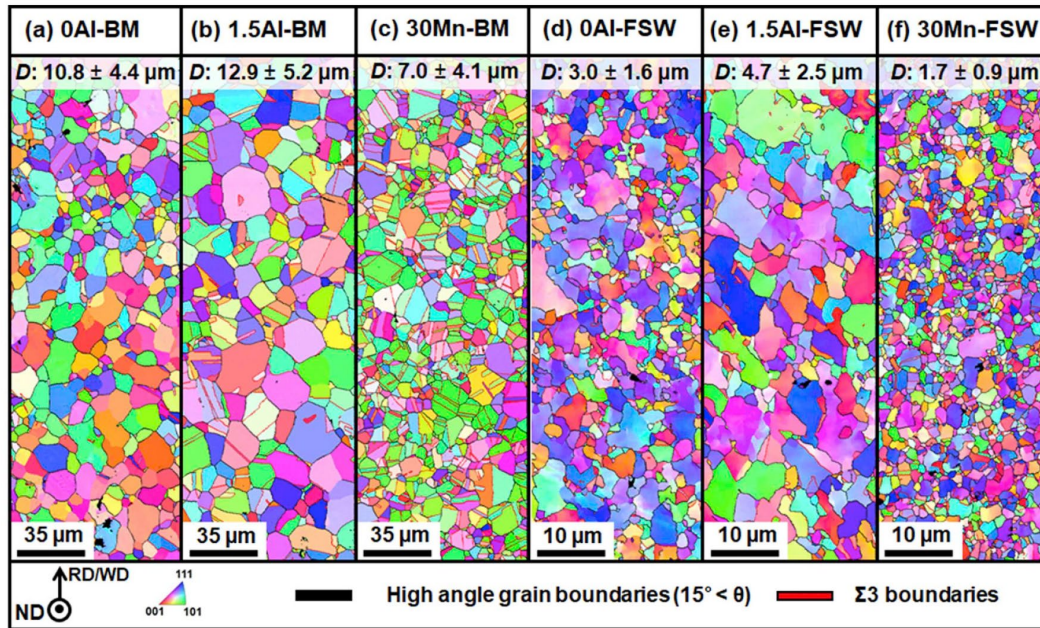 (a) 0Al-BM
(b) 1.5Al-BM
(c) 30Mn-BM
(d) 0Al-FSW
(e) 1.5Al-FSW
(f) 30Mn-FSW
D: 10.8 ± 4.4 μm
D: 12.9 ± 5.2 μm
D: 7.0 ± 4.1 μm
D: 3.0 ± 1.6 μm
D: 4.7 ± 2.5 μm
D: 1.7 ± 0.9 μm
35 μm
35 μm
35 μm
10 μm
10 μm
10 μm
RD/WD
ND
111
001
101
High angle grain boundaries (15° < θ)
Σ3 boundaries